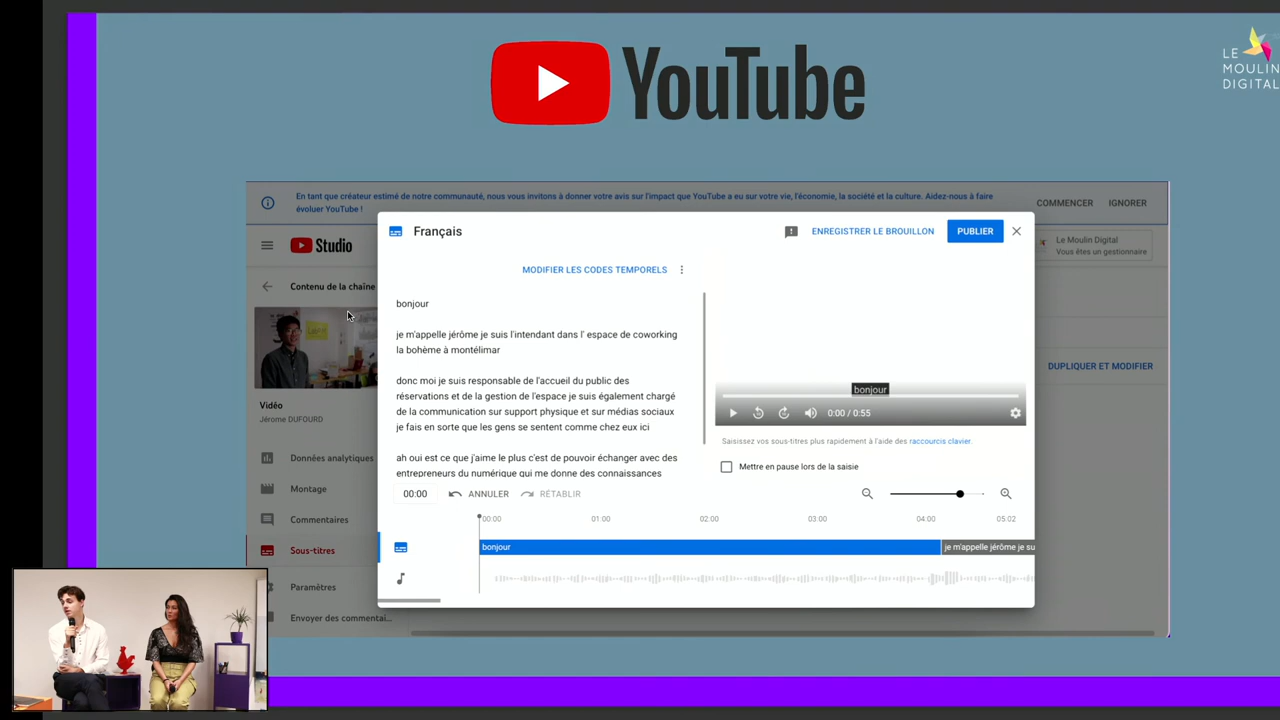 YouTube
LE
MOULIN
DIGITAL
En tant que créateur estimé de notre communauté, nous vous invitons à donner votre avis sur l'impact que YouTube a eu sur votre vie, l'économie, la société et la culture. Aidez-nous à faire
évoluer YouTube !
COMMENCER
IGNORER
Studio
Français
ENREGISTRER LE BROUILLON
PUBLIER
Le Moulin Digital
Vous êtes un gestionnaire
MODIFIER LES CODES TEMPORELS
Contenu de la chaîne
bonjour
je m'appelle jérôme je suis l'intendant dans l' espace de coworking
la bohème à montélimar
DUPLIQUER ET MODIFIER
donc moi je suis responsable de l'accueil du public des
réservations et de la gestion de l'espace je suis également chargé
de la communication sur support physique et sur médias sociaux
je fais en sorte que les gens se sentent comme chez eux ici
bonjour
0:00 / 0:55
Vidéo
Jérome DUFOURD
Saisissez vos sous-titres plus rapidement à l'aide des raccourcis clavier.
ah oui est ce que j'aime le plus c'est de pouvoir échanger avec des
entrepreneurs du numérique qui me donne des connaissances
Mettre en pause lors de la saisie
Données analytiques
Montage
Commentaires
Sous-titres
Paramètres
Envoyer des commentai...
00:00
ANNULER
RÉTABLIR
00:00
01:00
02:00
03:00
04:00
05:02
bonjour
je m'appelle jérôme je su